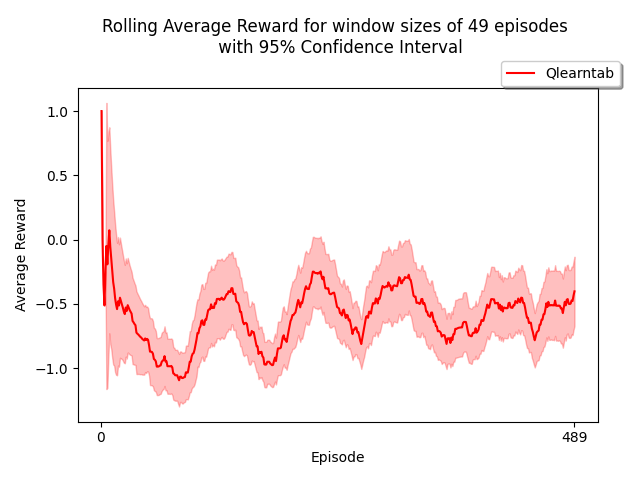 Rolling Average Reward for window sizes of 49 episodes
with 95% Confidence Interval
Qlearntab
1.0
0.5
0.0
−0.5
−1.0
Average Reward
0
489
Episode